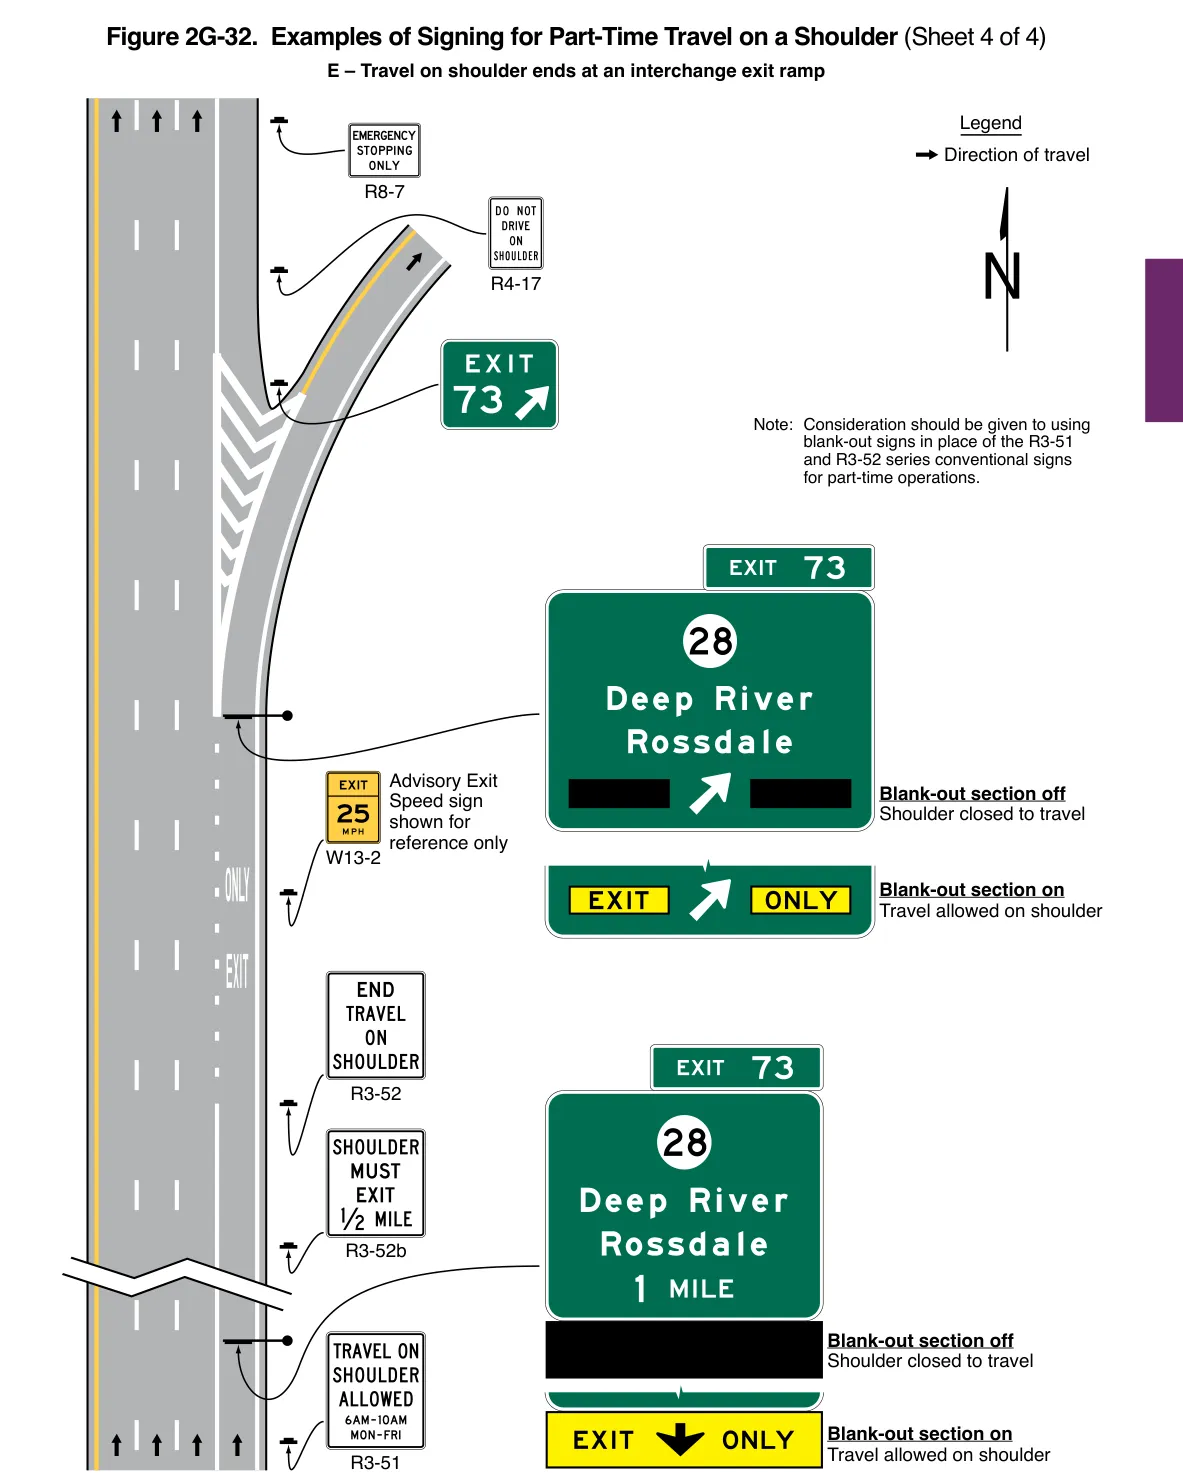 Figure 2G-32. Examples of Signing for Part-Time Travel on a Shoulder (Sheet 4 of 4)
E – Travel on shoulder ends at an interchange exit ramp
EMERGENCY
STOPPING
ONLY
R8-7
DO NOT
DRIVE
ON
SHOULDER
R4-17
Legend
Direction of travel
N
EXIT
73
Note: Consideration should be given to using
blank-out signs in place of the R3-51
and R3-52 series conventional signs
for part-time operations.
EXIT 73
28
Deep River
Rossdale
Blank-out section off
Shoulder closed to travel
EXIT ONLY
Blank-out section on
Travel allowed on shoulder
EXIT
25
MPH
W13-2
Advisory Exit
Speed sign
shown for
reference only
ONLY
EXIT
END
TRAVEL
ON
SHOULDER
R3-52
SHOULDER
MUST
EXIT
1/2 MILE
R3-52b
EXIT 73
28
Deep River
Rossdale
1 MILE
Blank-out section off
Shoulder closed to travel
EXIT ONLY
Blank-out section on
Travel allowed on shoulder
TRAVEL ON
SHOULDER
ALLOWED
6AM-10AM
MON-FRI
R3-51